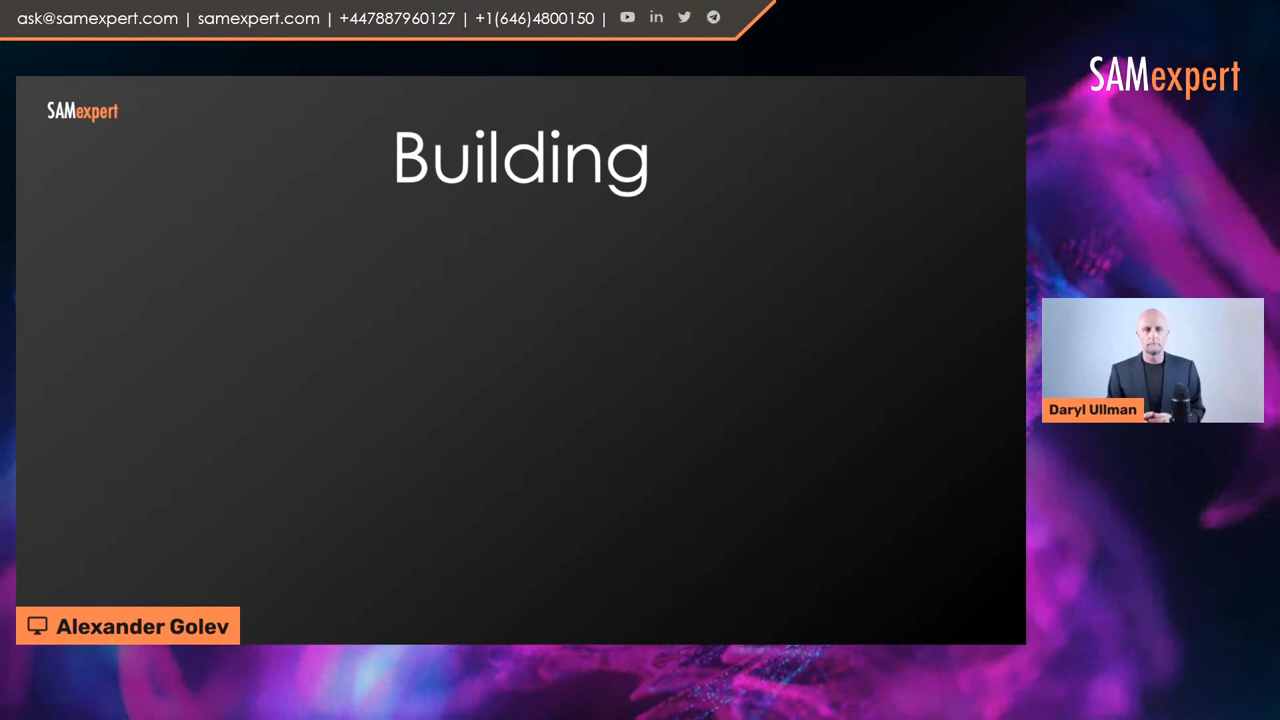 ask@samexpert.com | samexpert.com | +447887960127 | +1(646)4800150 |
SAMexpert
SAMexpert
Building
Daryl Ullman
Alexander Golev